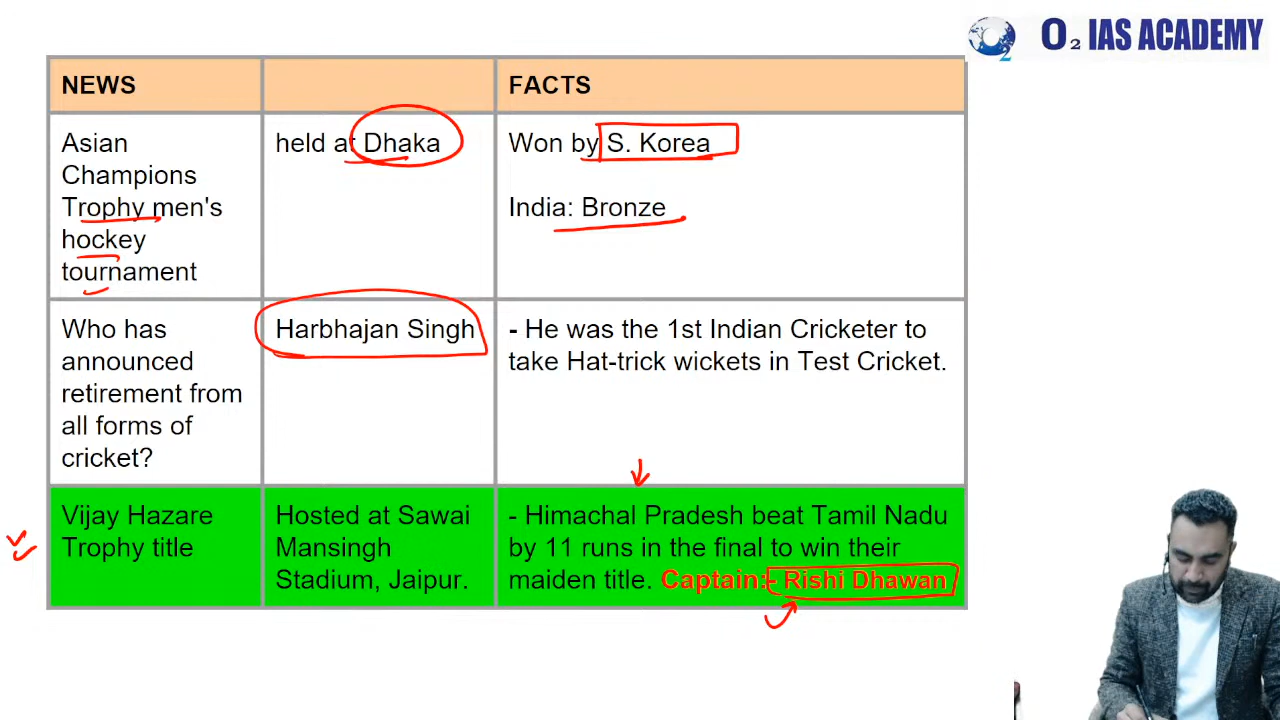 O2 IAS ACADEMY
O2
NEWS
FACTS
Asian
Champions
Trophy men's
hockey
tournament
held at Dhaka
Won by S. Korea
India: Bronze
Who has
announced
retirement from
all forms of
cricket?
Harbhajan Singh
- He was the 1st Indian Cricketer to
take Hat-trick wickets in Test Cricket.
Vijay Hazare
Trophy title
Hosted at Sawai
Mansingh
Stadium, Jaipur.
- Himachal Pradesh beat Tamil Nadu
by 11 runs in the final to win their
maiden title. Captain:- Rishi Dhawan